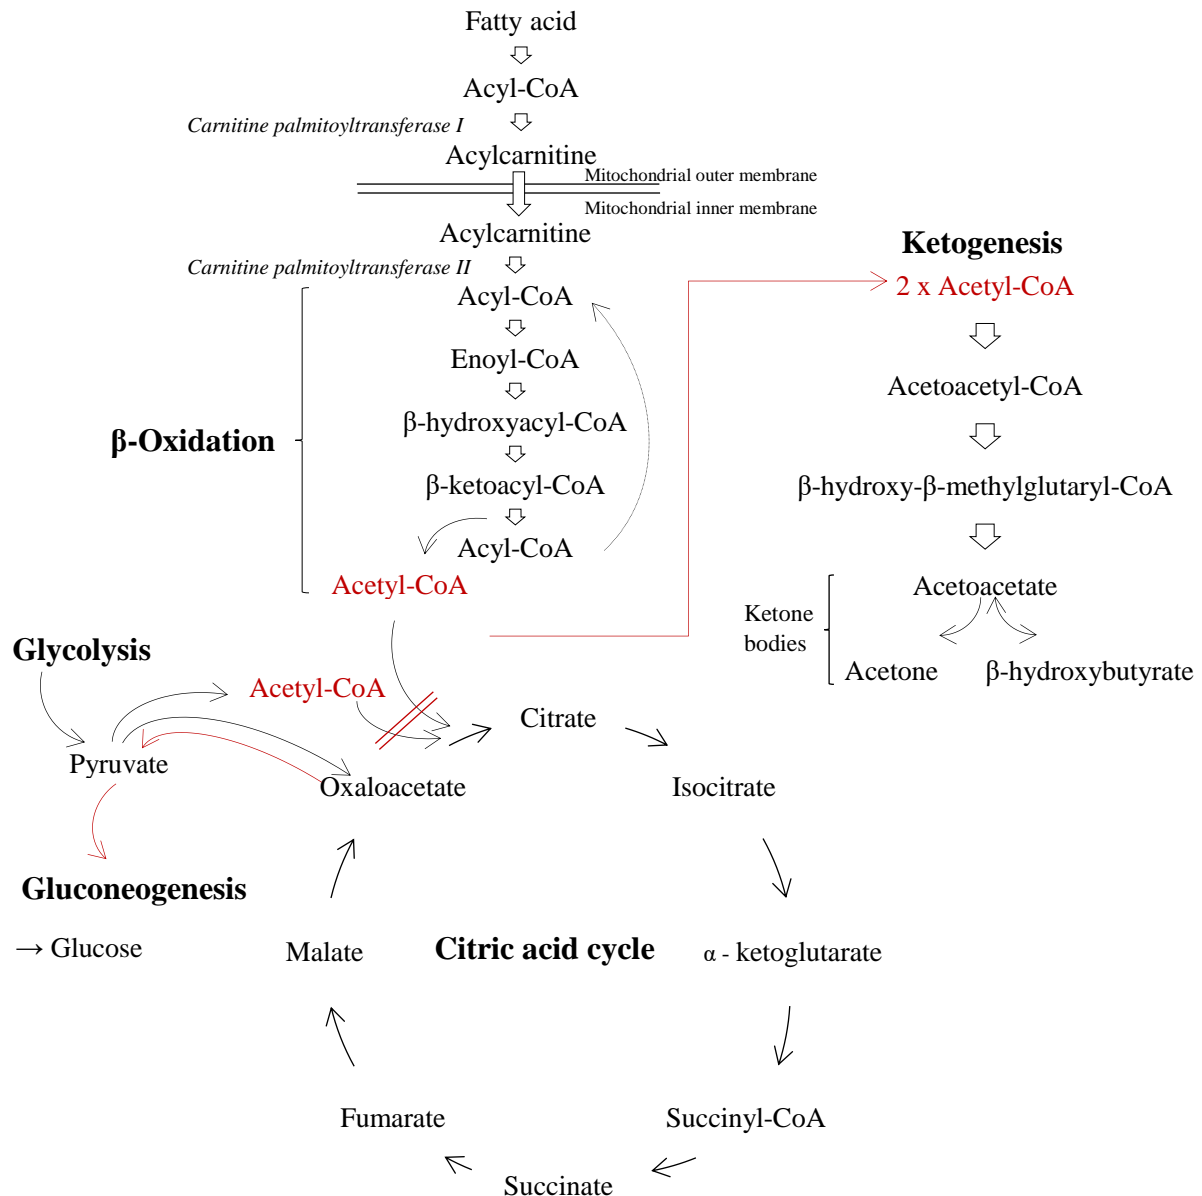 Fatty acid
Acyl-CoA
Carnitine palmitoyltransferase I
Acylcarnitine
Mitochondrial outer membrane
Mitochondrial inner membrane
Acylcarnitine
Carnitine palmitoyltransferase II
Acyl-CoA
Enoyl-CoA
β-hydroxyacyl-CoA
β-Oxidation
β-ketoacyl-CoA
Acyl-CoA
Acetyl-CoA
Ketogenesis
2 x Acetyl-CoA
Acetoacetyl-CoA
β-hydroxy-β-methylglutaryl-CoA
Acetoacetate
Ketone
bodies
Acetone
β-hydroxybutyrate
Glycolysis
Acetyl-CoA
Pyruvate
Oxaloacetate
Citrate
Isocitrate
Gluconeogenesis
→ Glucose
Malate
Citric acid cycle
α - ketoglutarate
Fumarate
Succinyl-CoA
Succinate